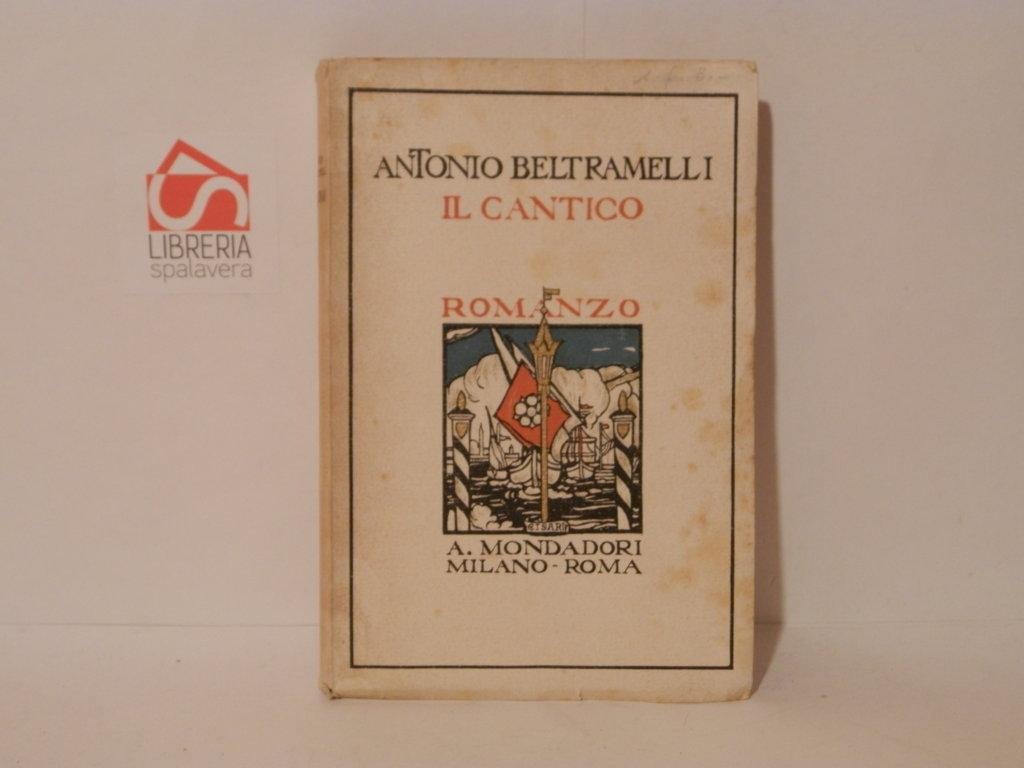 ANTONIO BELTRAMELLI
IL CANTICO
ROMANZO
A. MONDADORI
MILANO - ROMA
LIBRERIA
spalavera